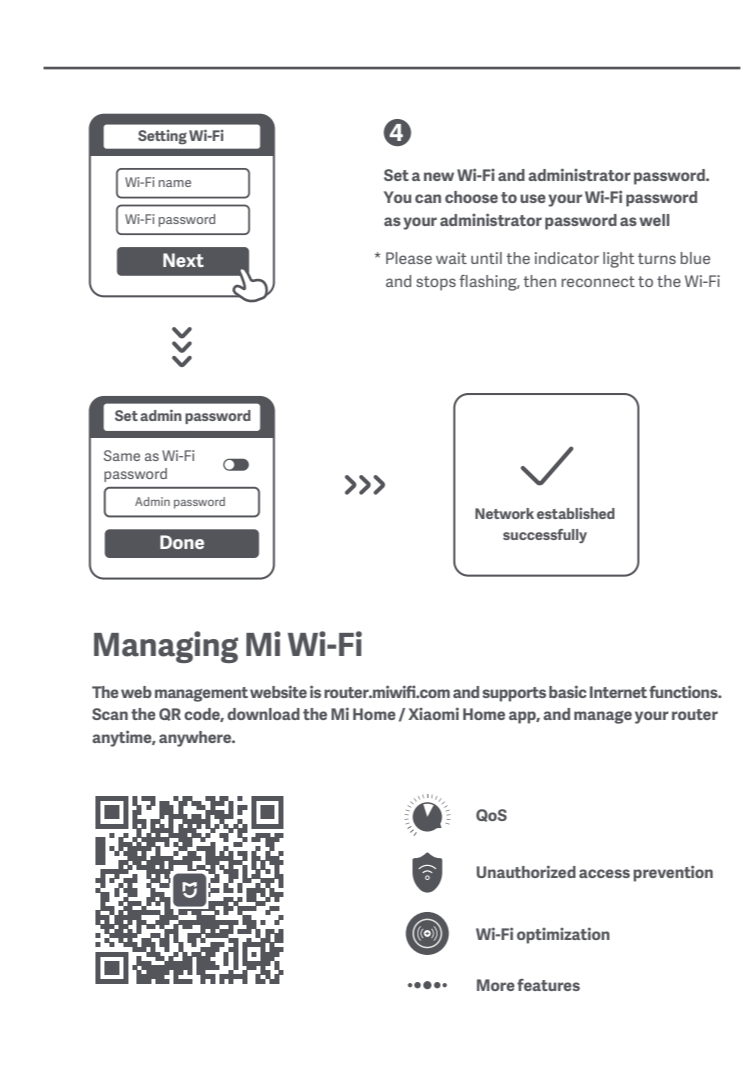 Setting Wi-Fi
Wi-Fi name
Wi-Fi password
Next
4
Set a new Wi-Fi and administrator password.
You can choose to use your Wi-Fi password
as your administrator password as well
* Please wait until the indicator light turns blue
and stops flashing, then reconnect to the Wi-Fi
Set admin password
Same as Wi-Fi
password
Admin password
Done
Network established
successfully
Managing Mi Wi-Fi
The web management website is router.miwifi.com and supports basic Internet functions.
Scan the QR code, download the Mi Home / Xiaomi Home app, and manage your router
anytime, anywhere.
QoS
Unauthorized access prevention
Wi-Fi optimization
More features